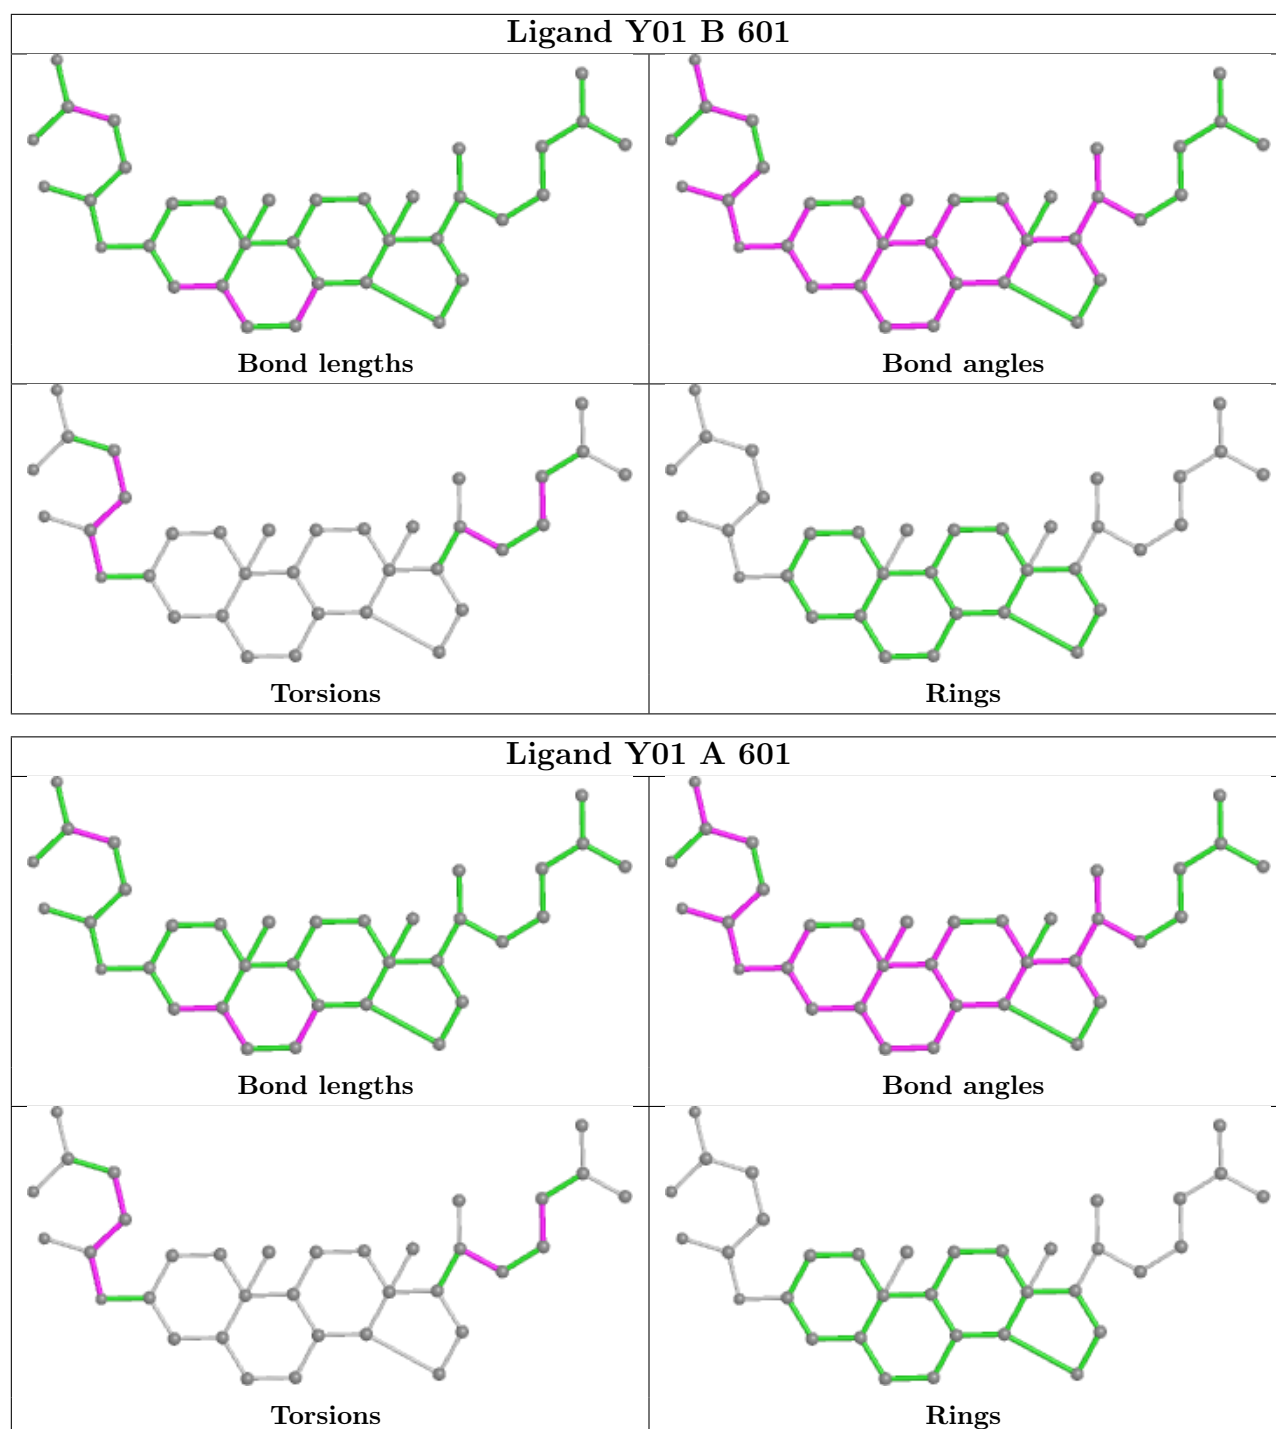 Ligand Y01 B 601
Bond lengths
Bond angles
Torsions
Rings
Ligand Y01 A 601
Bond lengths
Bond angles
Torsions
Rings